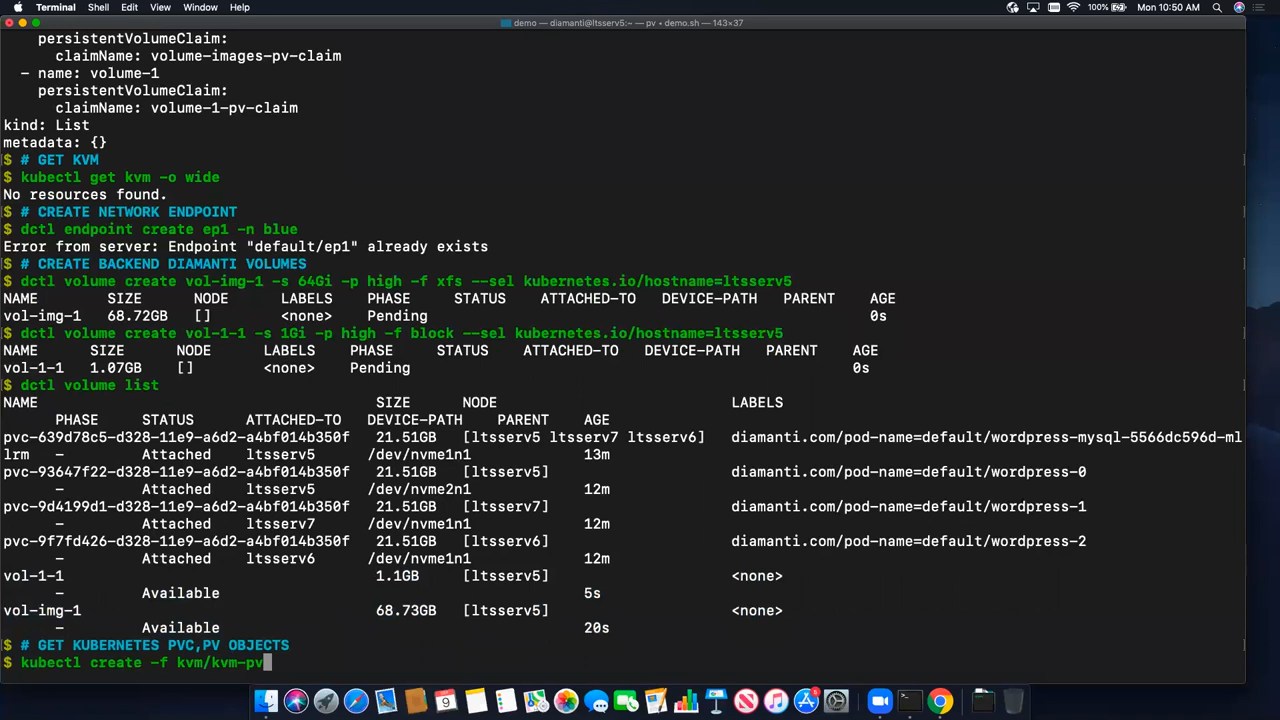 Terminal Shell Edit View Window Help 100% Mon 10:50 AM
demo — diamanti@ltsserv5:~ — pv • demo.sh — 143×37
persistentVolumeClaim:
claimName: volume-images-pv-claim
- name: volume-1
persistentVolumeClaim:
claimName: volume-1-pv-claim
kind: List
metadata: {}
$ # GET KVM
$ kubectl get kvm -o wide
No resources found.
$ # CREATE NETWORK ENDPOINT
$ dctl endpoint create ep1 -n blue
Error from server: Endpoint "default/ep1" already exists
$ # CREATE BACKEND DIAMANTI VOLUMES
$ dctl volume create vol-img-1 -s 64Gi -p high -f xfs --sel kubernetes.io/hostname=ltsserv5
NAME SIZE NODE LABELS PHASE STATUS ATTACHED-TO DEVICE-PATH PARENT AGE
vol-img-1 68.72GB [] <none> Pending 0s
$ dctl volume create vol-1-1 -s 1Gi -p high -f block --sel kubernetes.io/hostname=ltsserv5
NAME SIZE NODE LABELS PHASE STATUS ATTACHED-TO DEVICE-PATH PARENT AGE
vol-1-1 1.07GB [] <none> Pending 0s
$ dctl volume list
NAME SIZE NODE LABELS
PHASE STATUS ATTACHED-TO DEVICE-PATH PARENT AGE
pvc-639d78c5-d328-11e9-a6d2-a4bf014b350f 21.51GB [ltsserv5 ltsserv7 ltsserv6] diamanti.com/pod-name=default/wordpress-mysql-5566dc596d-ml
lrm - Attached ltsserv5 /dev/nvme1n1 13m
pvc-93647f22-d328-11e9-a6d2-a4bf014b350f 21.51GB [ltsserv5] diamanti.com/pod-name=default/wordpress-0
- Attached ltsserv5 /dev/nvme2n1 12m
pvc-9d4199d1-d328-11e9-a6d2-a4bf014b350f 21.51GB [ltsserv7] diamanti.com/pod-name=default/wordpress-1
- Attached ltsserv7 /dev/nvme1n1 12m
pvc-9f7fd426-d328-11e9-a6d2-a4bf014b350f 21.51GB [ltsserv6] diamanti.com/pod-name=default/wordpress-2
- Attached ltsserv6 /dev/nvme1n1 12m
vol-1-1 1.1GB [ltsserv5] <none>
- Available 5s
vol-img-1 68.73GB [ltsserv5] <none>
- Available 20s
$ # GET KUBERNETES PVC,PV OBJECTS
$ kubectl create -f kvm/kvm-pv